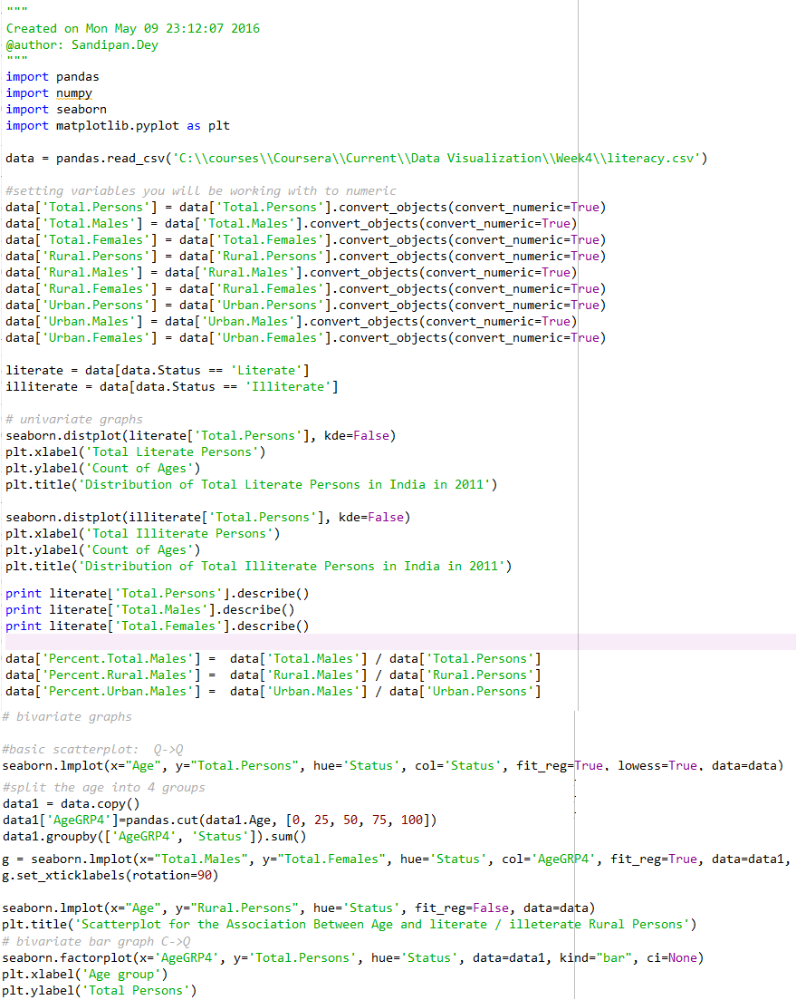 """
Created on Mon May 09 23:12:07 2016
@author: Sandipan.Dey
"""
import pandas
import numpy
import seaborn
import matplotlib.pyplot as plt
data = pandas.read_csv('C:\\courses\\Coursera\\Current\\Data Visualization\\Week4\\literacy.csv')
#setting variables you will be working with to numeric
data['Total.Persons'] = data['Total.Persons'].convert_objects(convert_numeric=True)
data['Total.Males'] = data['Total.Males'].convert_objects(convert_numeric=True)
data['Total.Females'] = data['Total.Females'].convert_objects(convert_numeric=True)
data['Rural.Persons'] = data['Rural.Persons'].convert_objects(convert_numeric=True)
data['Rural.Males'] = data['Rural.Males'].convert_objects(convert_numeric=True)
data['Rural.Females'] = data['Rural.Females'].convert_objects(convert_numeric=True)
data['Urban.Persons'] = data['Urban.Persons'].convert_objects(convert_numeric=True)
data['Urban.Males'] = data['Urban.Males'].convert_objects(convert_numeric=True)
data['Urban.Females'] = data['Urban.Females'].convert_objects(convert_numeric=True)
literate = data[data.Status == 'Literate']
illiterate = data[data.Status == 'Illiterate']
# univariate graphs
seaborn.distplot(literate['Total.Persons'], kde=False)
plt.xlabel('Total Literate Persons')
plt.ylabel('Count of Ages')
plt.title('Distribution of Total Literate Persons in India in 2011')
seaborn.distplot(illiterate['Total.Persons'], kde=False)
plt.xlabel('Total Illiterate Persons')
plt.ylabel('Count of Ages')
plt.title('Distribution of Total Illiterate Persons in India in 2011')
print literate['Total.Persons'].describe()
print literate['Total.Males'].describe()
print literate['Total.Females'].describe()
data['Percent.Total.Males'] =  data['Total.Males'] / data['Total.Persons']
data['Percent.Rural.Males'] =  data['Rural.Males'] / data['Rural.Persons']
data['Percent.Urban.Males'] =  data['Urban.Males'] / data['Urban.Persons']
# bivariate graphs
#basic scatterplot:  Q->Q
seaborn.lmplot(x="Age", y="Total.Persons", hue='Status', col='Status', fit_reg=True, lowess=True, data=data)
#split the age into 4 groups
data1 = data.copy()
data1['AgeGRP4']=pandas.cut(data1.Age, [0, 25, 50, 75, 100])
data1.groupby(['AgeGRP4', 'Status']).sum()
g = seaborn.lmplot(x="Total.Males", y="Total.Females", hue='Status', col='AgeGRP4', fit_reg=True, data=data1,
g.set_xticklabels(rotation=90)
seaborn.lmplot(x="Age", y="Rural.Persons", hue='Status', fit_reg=False, data=data)
plt.title('Scatterplot for the Association Between Age and literate / illeterate Rural Persons')
# bivariate bar graph C->Q
seaborn.factorplot(x='AgeGRP4', y='Total.Persons', hue='Status', data=data1, kind="bar", ci=None)
plt.xlabel('Age group')
plt.ylabel('Total Persons')